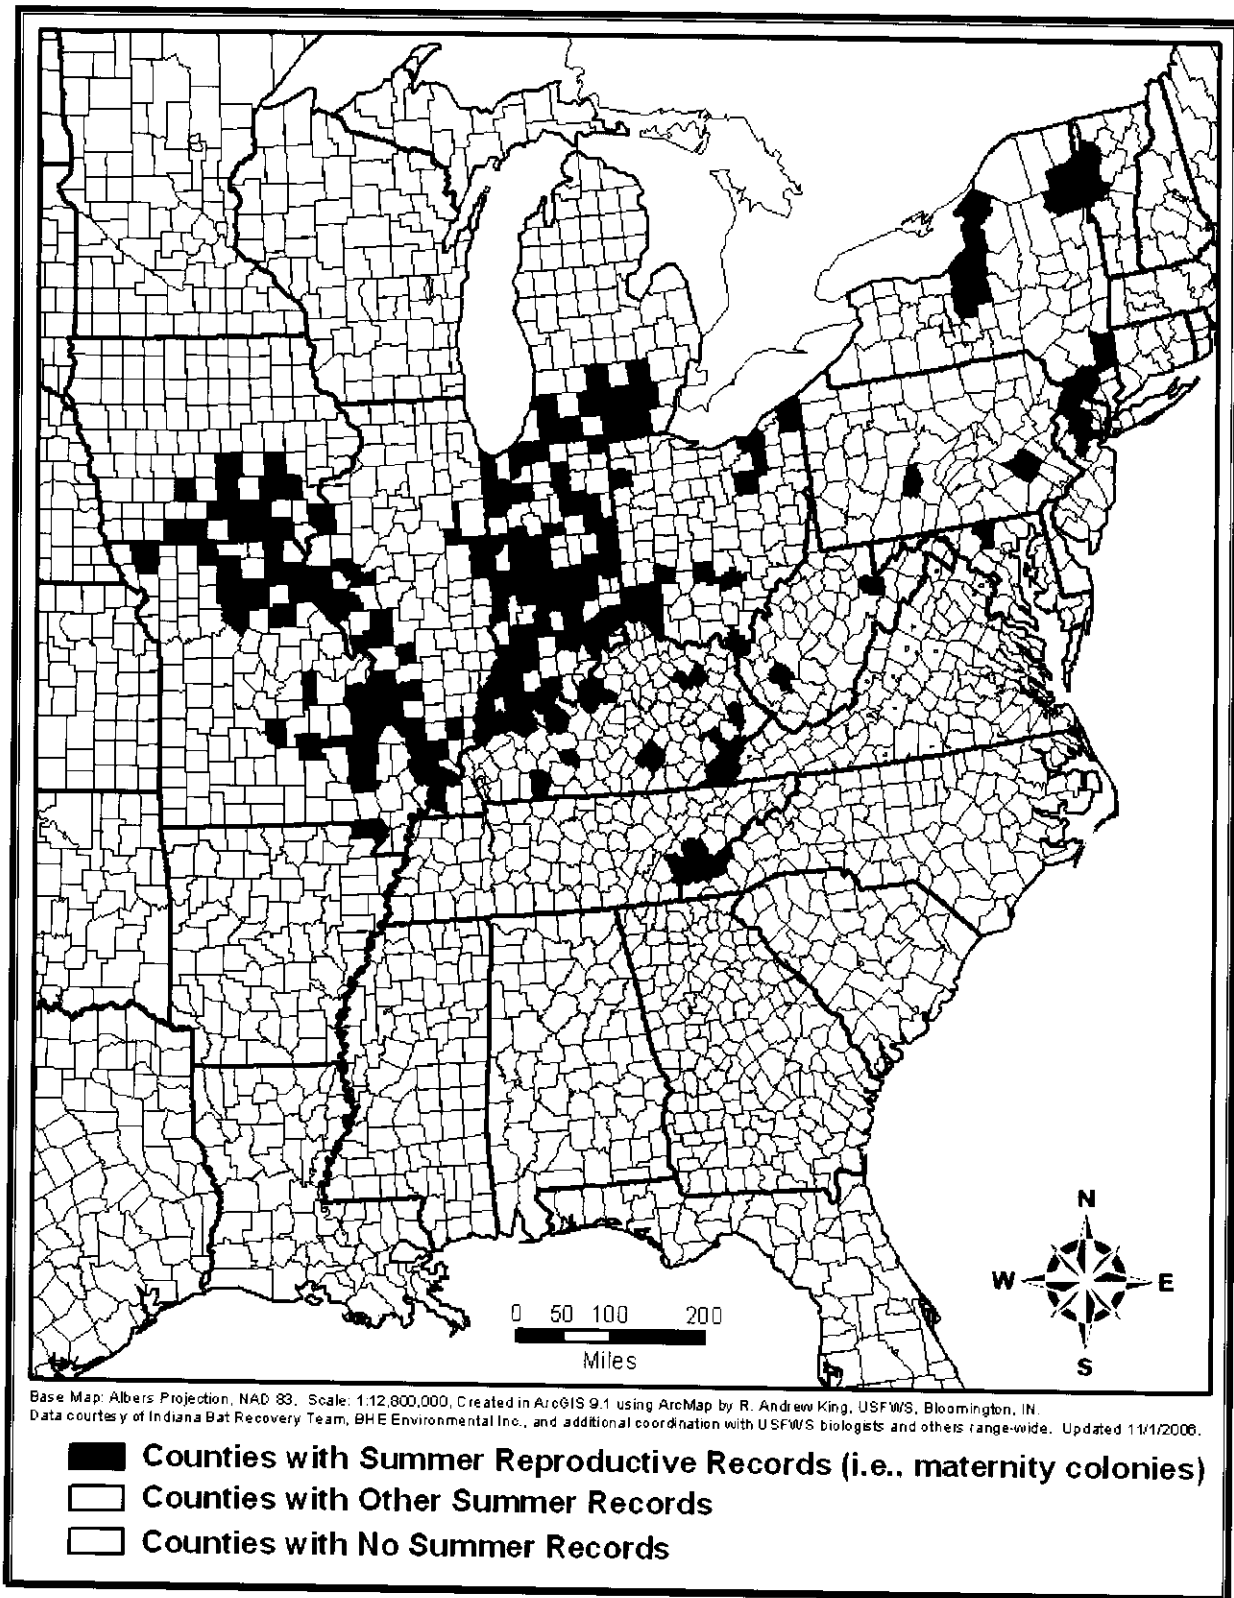 N
W E
S
0 50 100 200
Miles
Base Map: Albers Projection, NAD 83. Scale: 1:12,800,000, Created in ArcGIS 9.1 using ArcMap by R. Andrew King, USFWS, Bloomington, IN.
Data courtesy of Indiana Bat Recovery Team, BHE Environmental Inc., and additional coordination with USFWS biologists and others range-wide. Updated 11/1/2006.
Counties with Summer Reproductive Records (i.e., maternity colonies)
Counties with Other Summer Records
Counties with No Summer Records